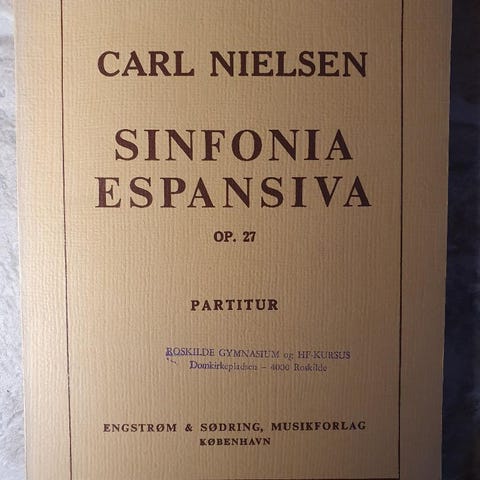 CARL NIELSEN
SINFONIA
ESPANSIVA
OP. 27
PARTITUR
ROSKILDE GYMNASIUM og HF-KURSUS
Domkirkepladsen - 4000 Roskilde
ENGSTRØM & SØDRING, MUSIKFORLAG
KØBENHAVN